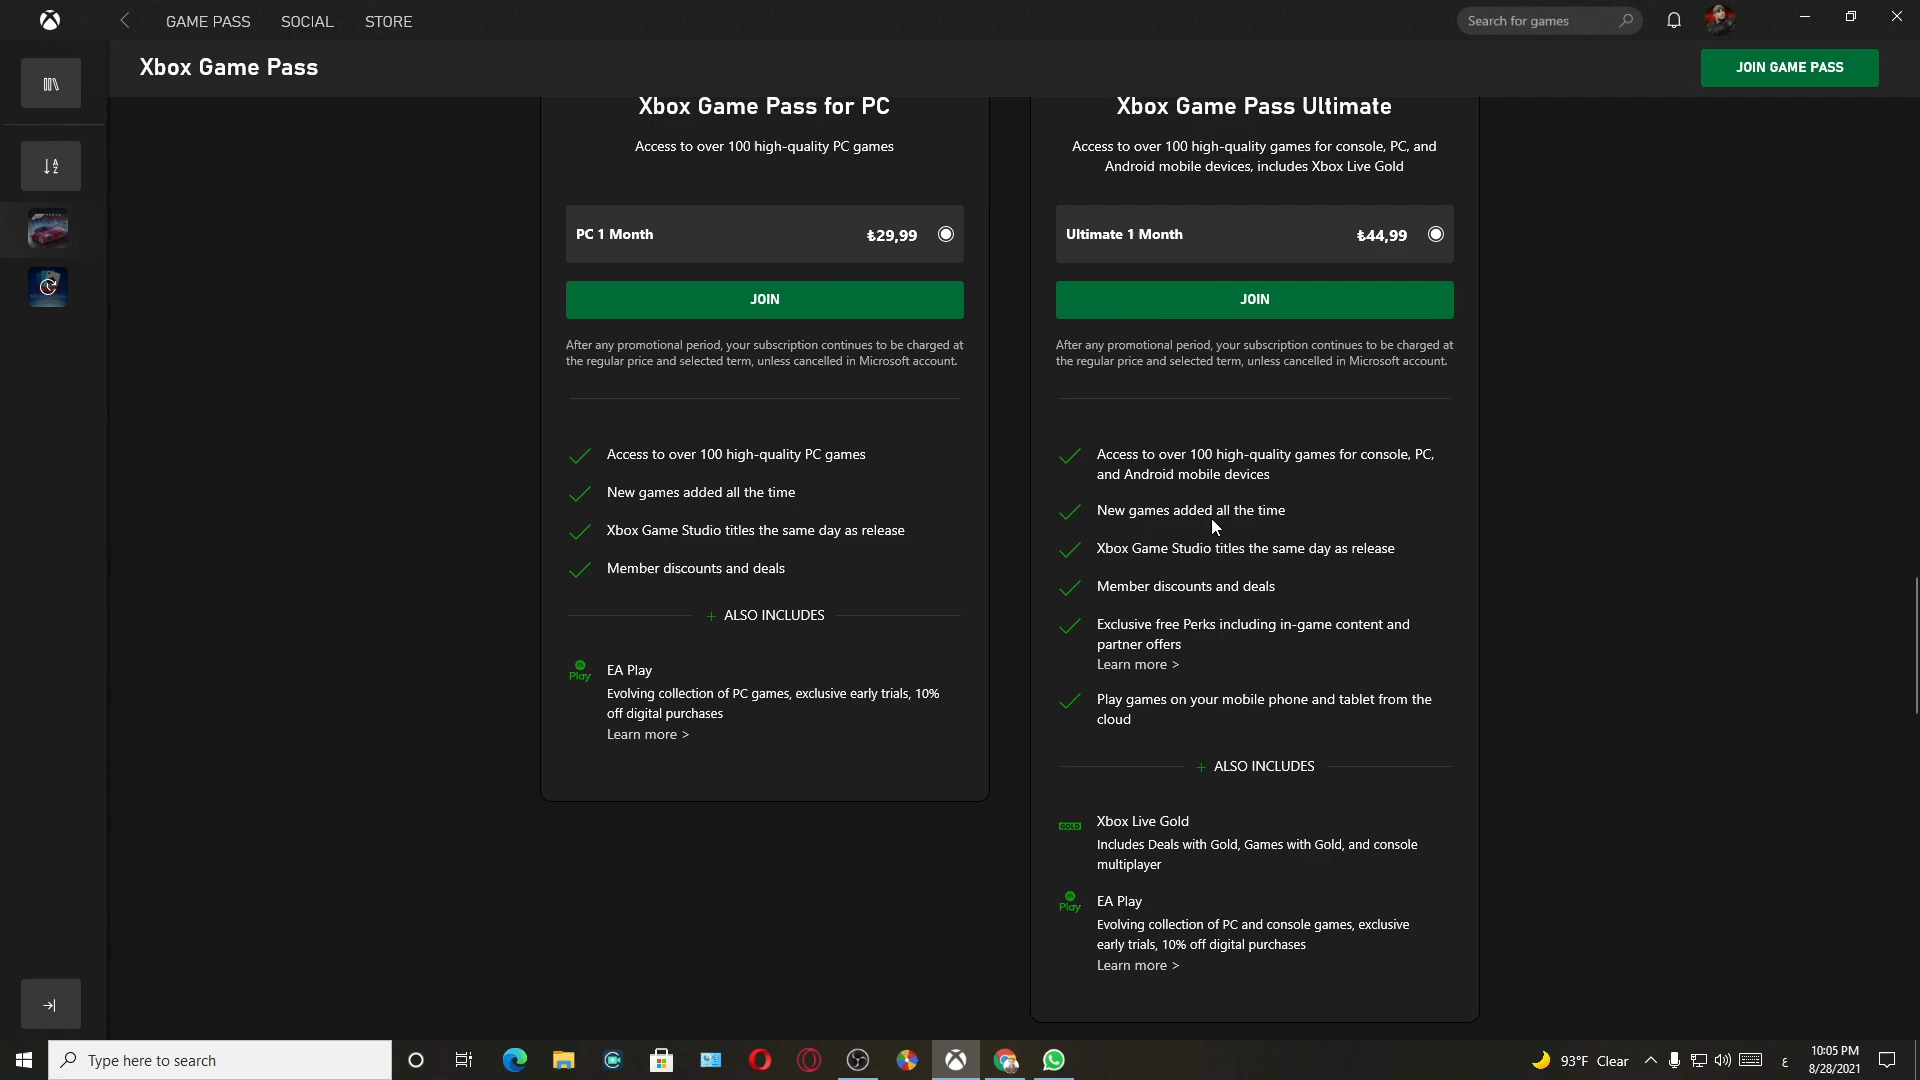 GAME PASS SOCIAL STORE
Search for games
Xbox Game Pass
JOIN GAME PASS
Xbox Game Pass for PC
Access to over 100 high-quality PC games
PC 1 Month ₺29,99
JOIN
After any promotional period, your subscription continues to be charged at
the regular price and selected term, unless cancelled in Microsoft account.
Access to over 100 high-quality PC games
New games added all the time
Xbox Game Studio titles the same day as release
Member discounts and deals
+ ALSO INCLUDES
Play
EA Play
Evolving collection of PC games, exclusive early trials, 10%
off digital purchases
Learn more >
Xbox Game Pass Ultimate
Access to over 100 high-quality games for console, PC, and
Android mobile devices, includes Xbox Live Gold
Ultimate 1 Month ₺44,99
JOIN
After any promotional period, your subscription continues to be charged at
the regular price and selected term, unless cancelled in Microsoft account.
Access to over 100 high-quality games for console, PC,
and Android mobile devices
New games added all the time
Xbox Game Studio titles the same day as release
Member discounts and deals
Exclusive free Perks including in-game content and
partner offers
Learn more >
Play games on your mobile phone and tablet from the
cloud
+ ALSO INCLUDES
GOLD
Xbox Live Gold
Includes Deals with Gold, Games with Gold, and console
multiplayer
Play
EA Play
Evolving collection of PC and console games, exclusive
early trials, 10% off digital purchases
Learn more >
Type here to search
93°F Clear
ع
10:05 PM
8/28/2021